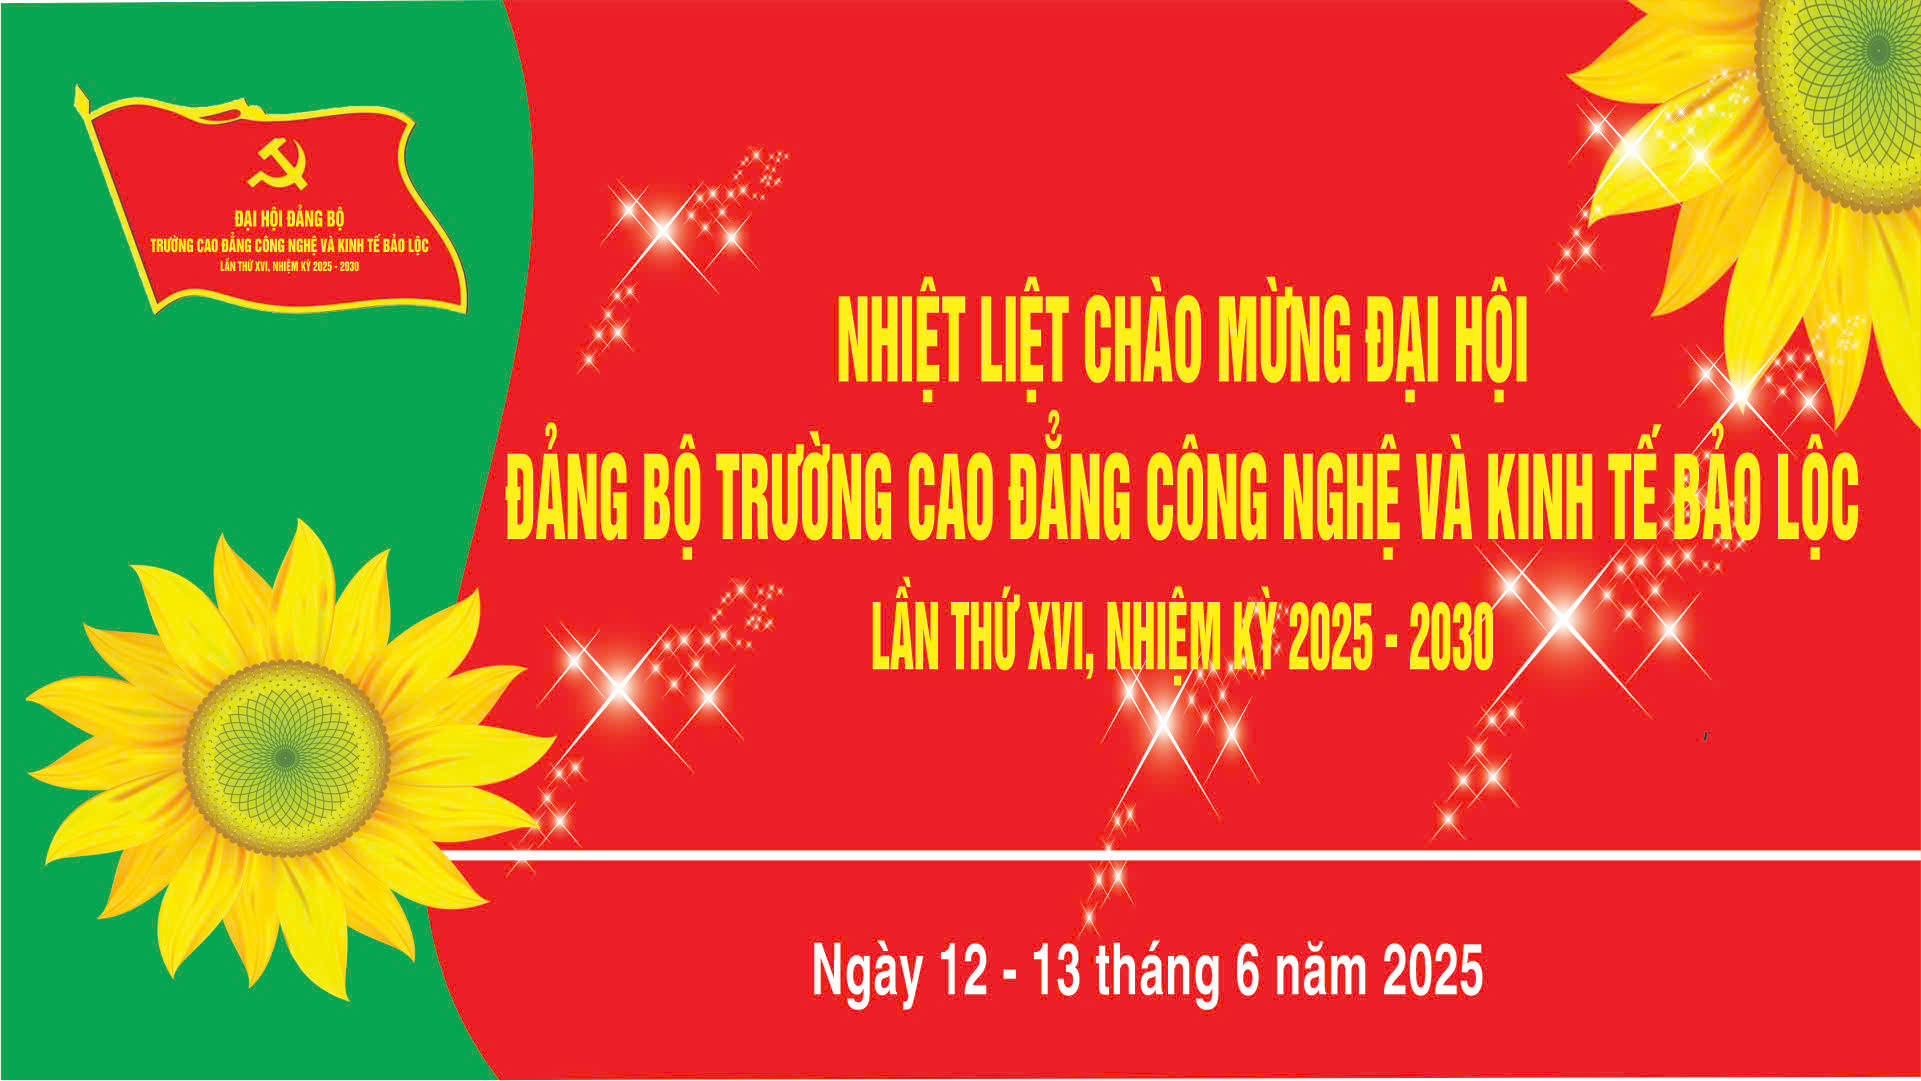 ĐẠI HỘI ĐẢNG BỘ
TRƯỜNG CAO ĐẲNG CÔNG NGHỆ VÀ KINH TẾ BẢO LỘC
LẦN THỨ XVI, NHIỆM KỲ 2025 - 2030
NHIỆT LIỆT CHÀO MỪNG ĐẠI HỘI
ĐẢNG BỘ TRƯỜNG CAO ĐẲNG CÔNG NGHỆ VÀ KINH TẾ BẢO LỘC
LẦN THỨ XVI, NHIỆM KỲ 2025 - 2030
Ngày 12 - 13 tháng 6 năm 2025